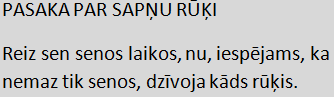 PASAKA PAR SAPŅU RŪĶI
Reiz sen senos laikos, nu, iespējams, ka
nemaz tik senos, dzīvoja kāds rūķis.